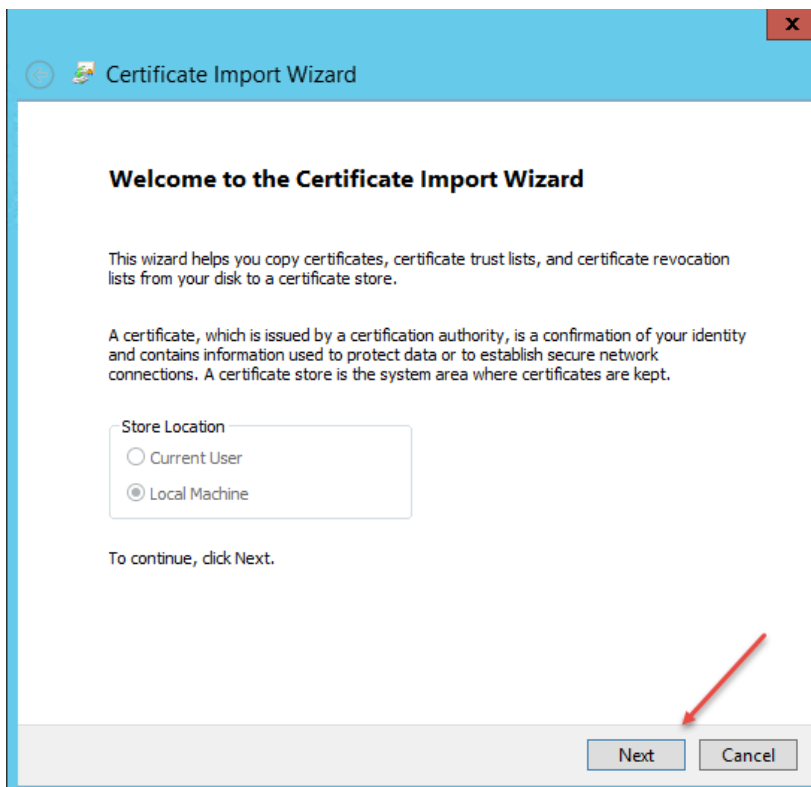 x
Certificate Import Wizard
Welcome to the Certificate Import Wizard
This wizard helps you copy certificates, certificate trust lists, and certificate revocation
lists from your disk to a certificate store.
A certificate, which is issued by a certification authority, is a confirmation of your identity
and contains information used to protect data or to establish secure network
connections. A certificate store is the system area where certificates are kept.
Store Location
Current User
Local Machine
To continue, click Next.
Next
Cancel